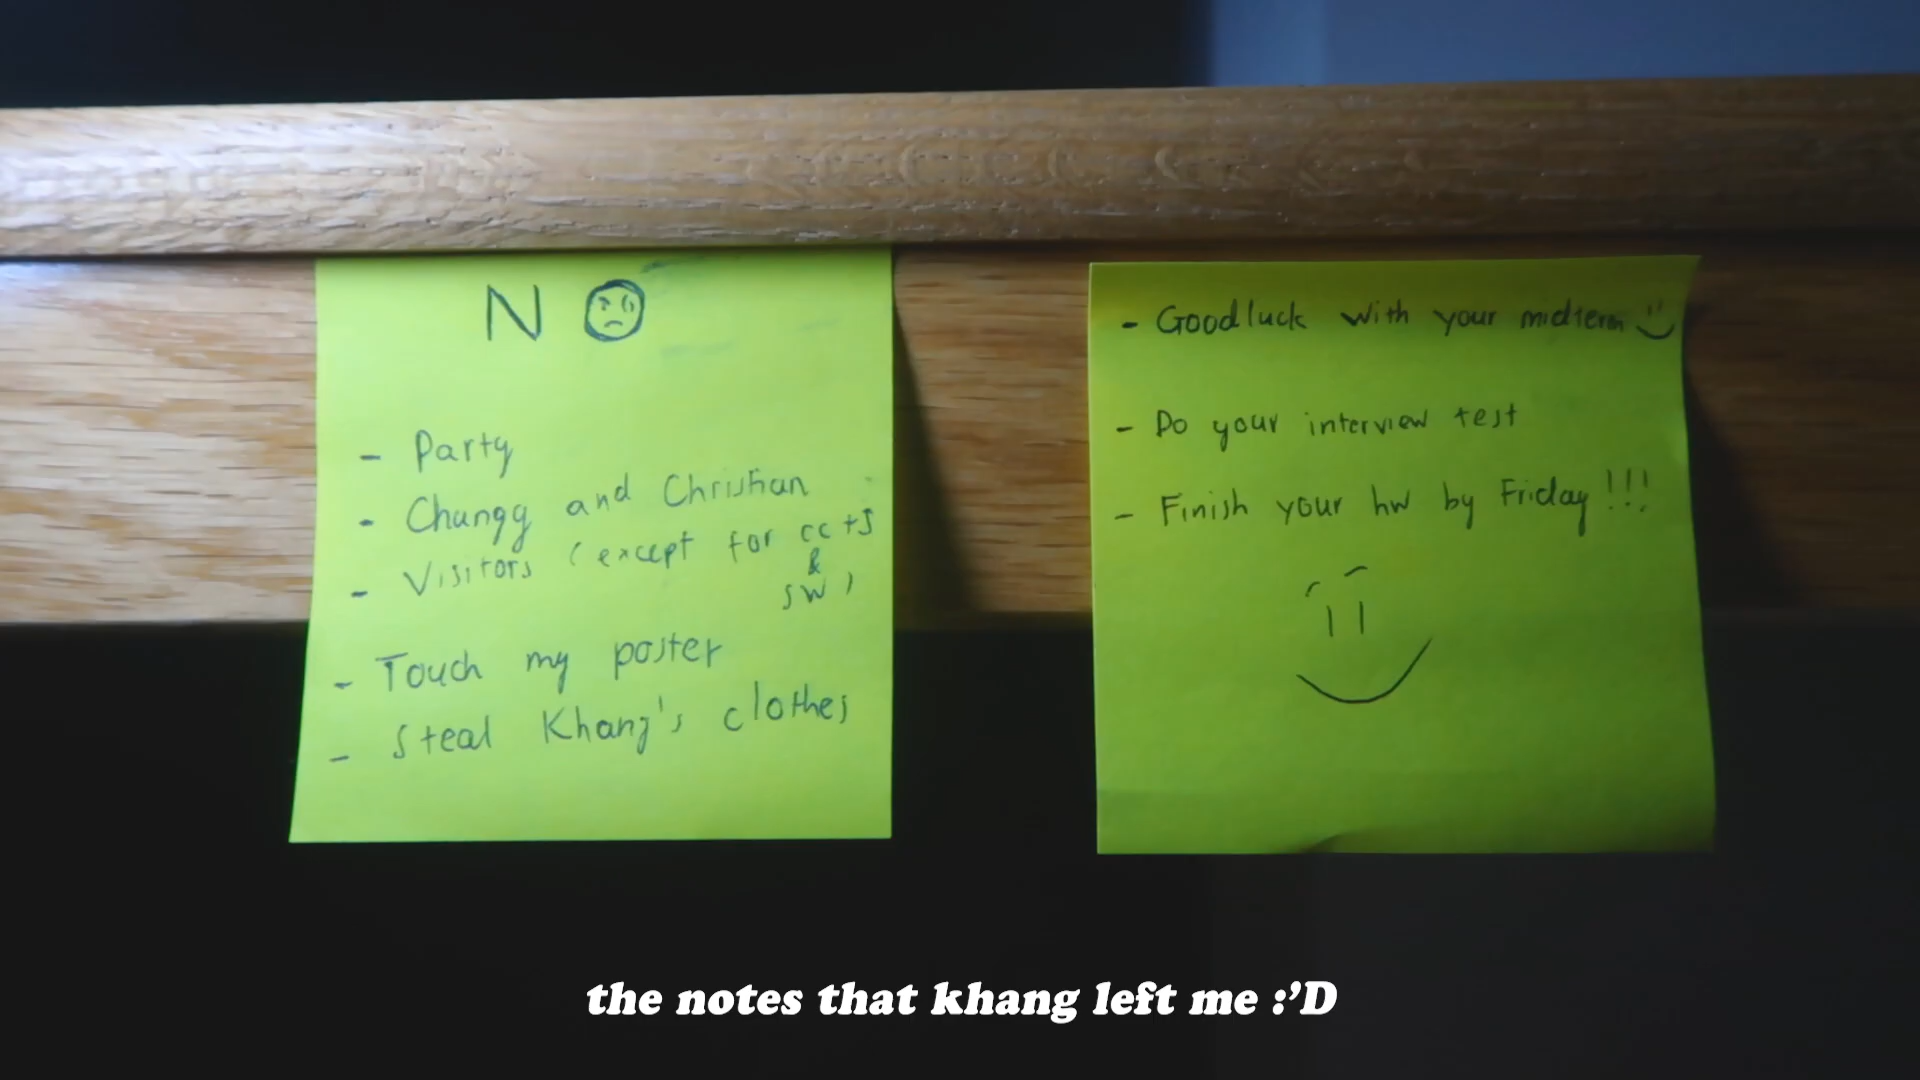 NO
- Party
- Chungg and Christian
- Visitors (except for cc+J
&
SW)
- Touch my poster
- Steal Khang's clothes
- Goodluck with your midterm
- Do your interview test
- Finish your hw by Friday!!!
the notes that khang left me :'D